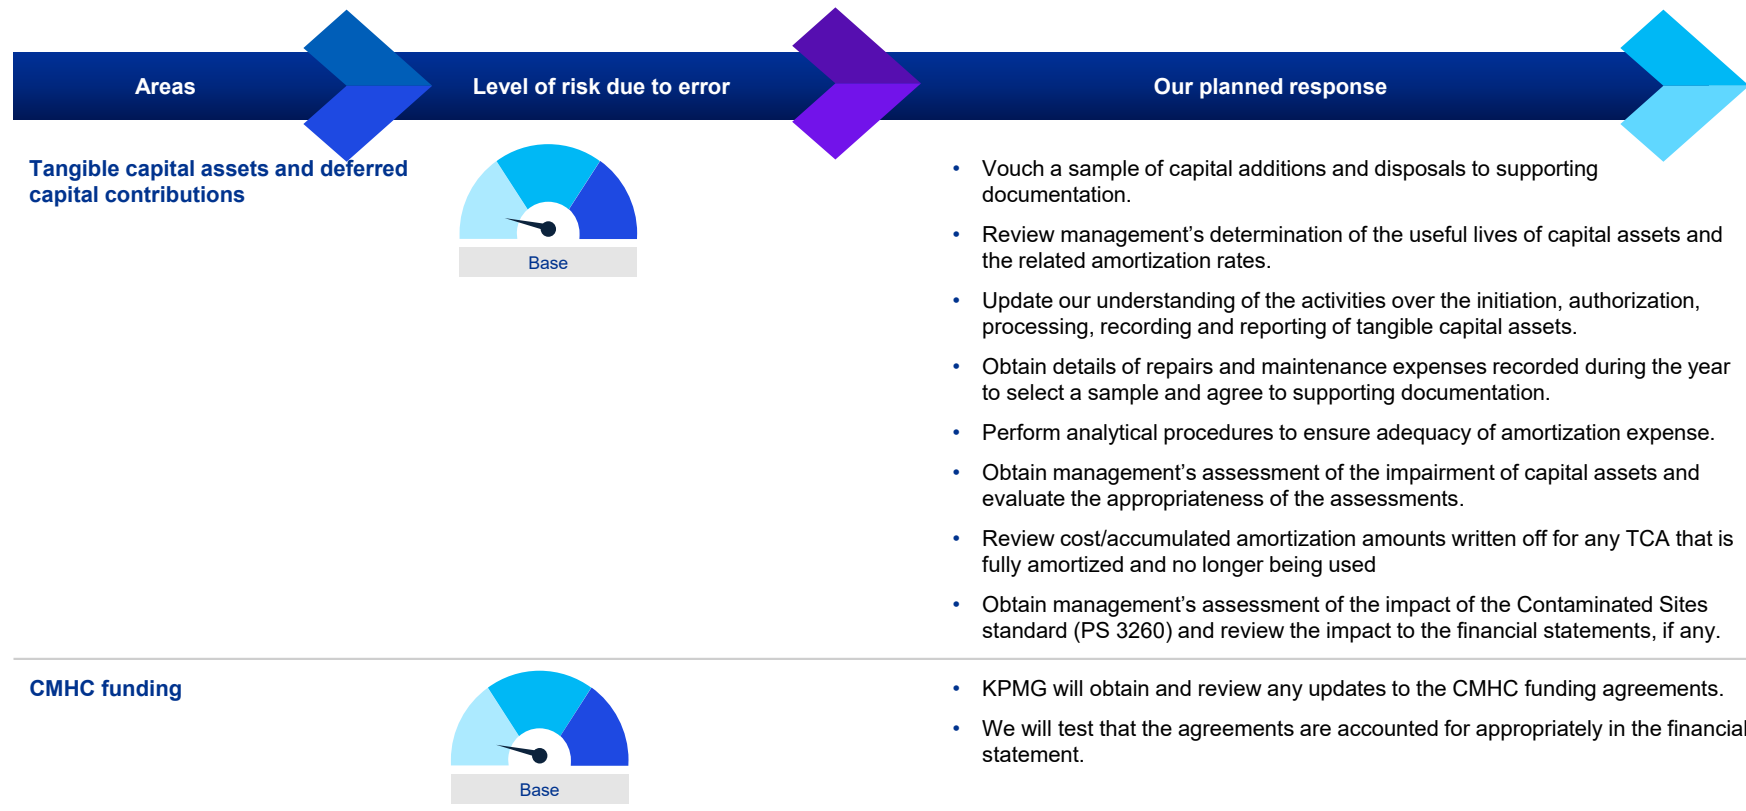 Areas
Level of risk due to error
Our planned response
Tangible capital assets and deferred
capital contributions
Base
• Vouch a sample of capital additions and disposals to supporting
documentation.
• Review management’s determination of the useful lives of capital assets and
the related amortization rates.
• Update our understanding of the activities over the initiation, authorization,
processing, recording and reporting of tangible capital assets.
• Obtain details of repairs and maintenance expenses recorded during the year
to select a sample and agree to supporting documentation.
• Perform analytical procedures to ensure adequacy of amortization expense.
• Obtain management’s assessment of the impairment of capital assets and
evaluate the appropriateness of the assessments.
• Review cost/accumulated amortization amounts written off for any TCA that is
fully amortized and no longer being used
• Obtain management’s assessment of the impact of the Contaminated Sites
standard (PS 3260) and review the impact to the financial statements, if any.
CMHC funding
Base
• KPMG will obtain and review any updates to the CMHC funding agreements.
• We will test that the agreements are accounted for appropriately in the financial
statement.